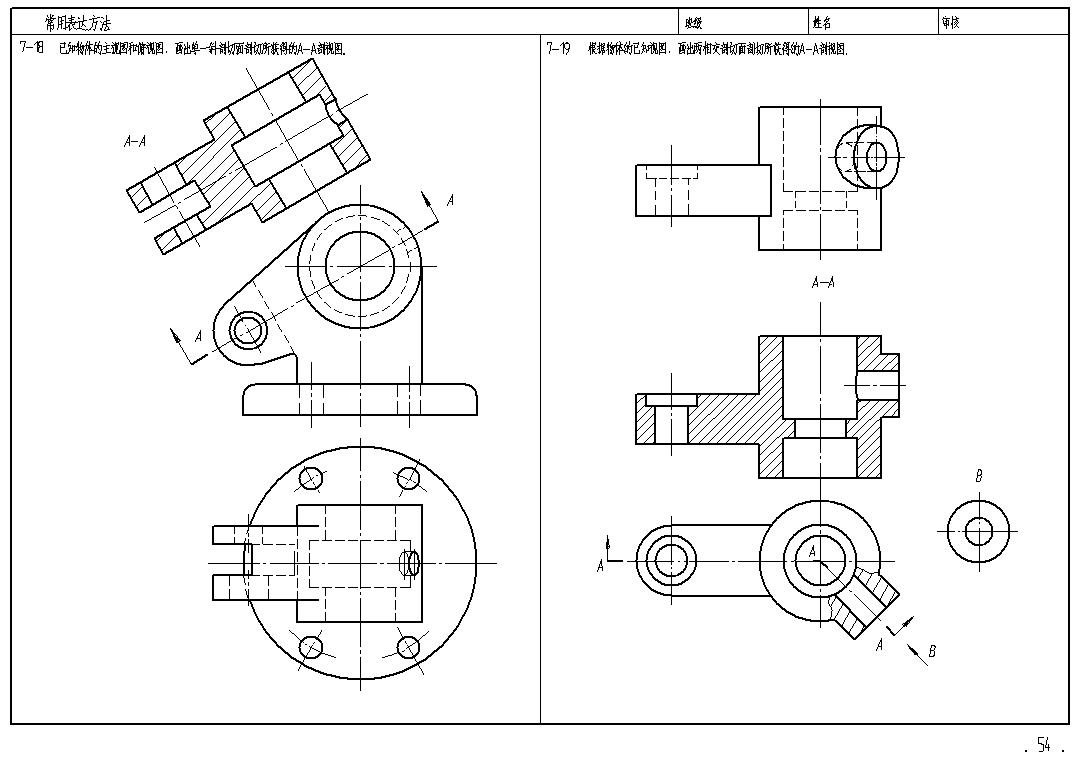 常用表达方法 班级 姓名 审核
7-18 已知物体的主视图和俯视图，画出单一斜剖切面剖切所获得的A-A剖视图。
A-A
A
A
7-19 根据物体的已知视图，画出两相交剖切面剖切所获得的A-A剖视图。
A-A
B
A
A
A
B
. 54 .